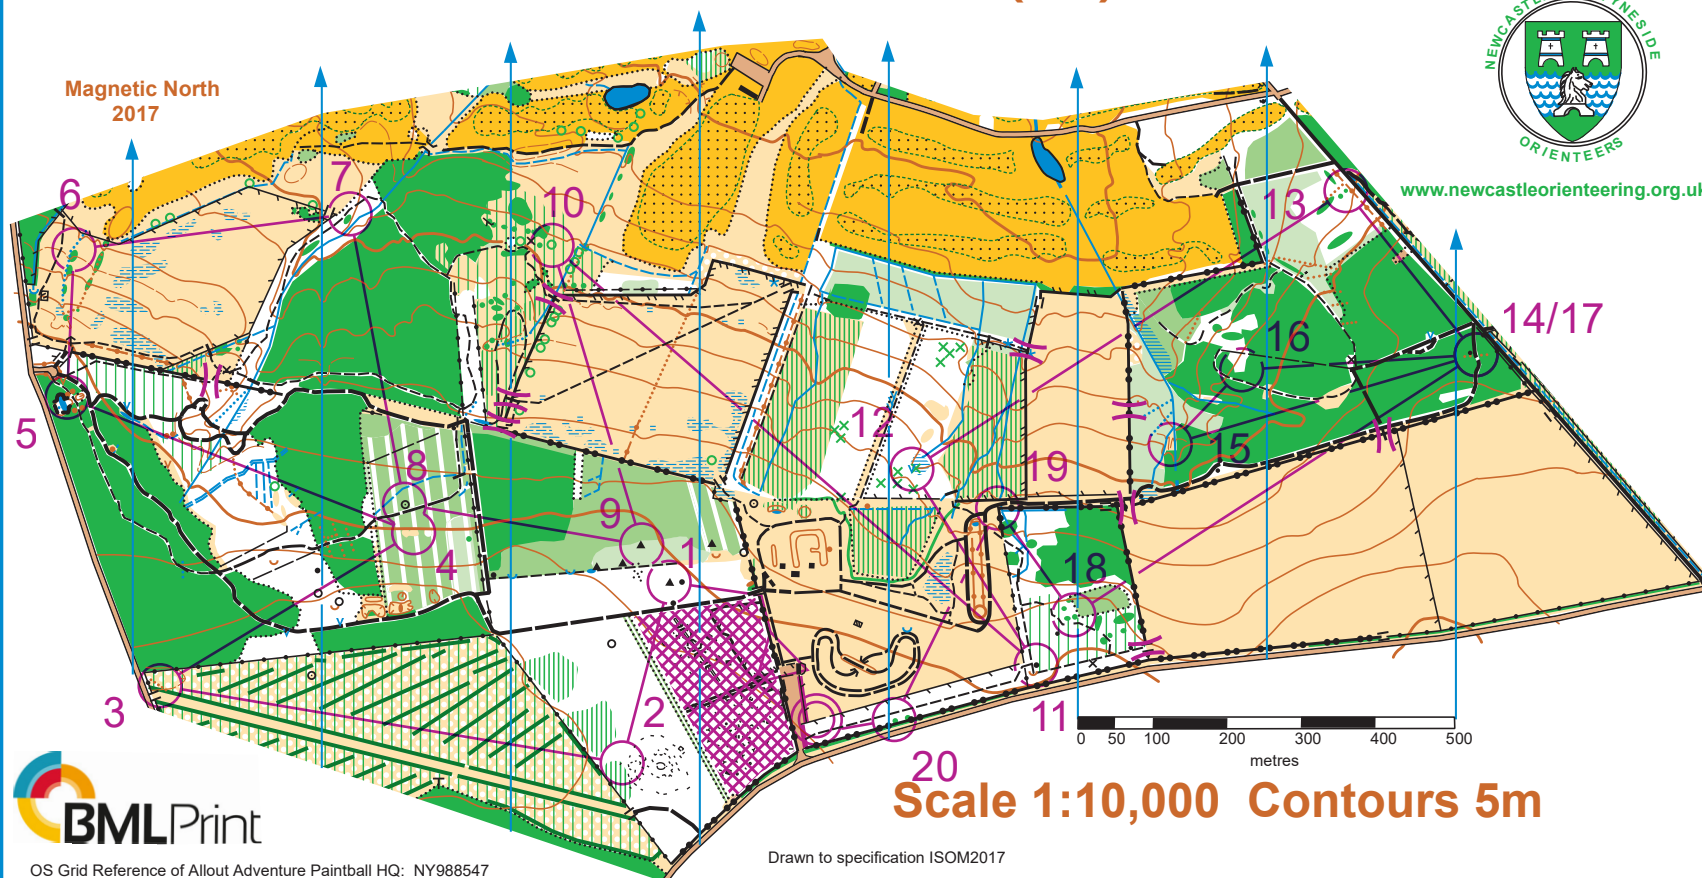 Magnetic North
2017
NEWCASTLE
TYNESIDE
ORIENTEERS
www.newcastleorienteering.org.uk
6
7
10
13
14/17
16
5
12
15
8
19
9
1
4
18
3
2
11
20
0 50 100 200 300 400 500
metres
Scale 1:10,000 Contours 5m
BMLPrint
OS Grid Reference of Allout Adventure Paintball HQ: NY988547
Drawn to specification ISOM2017